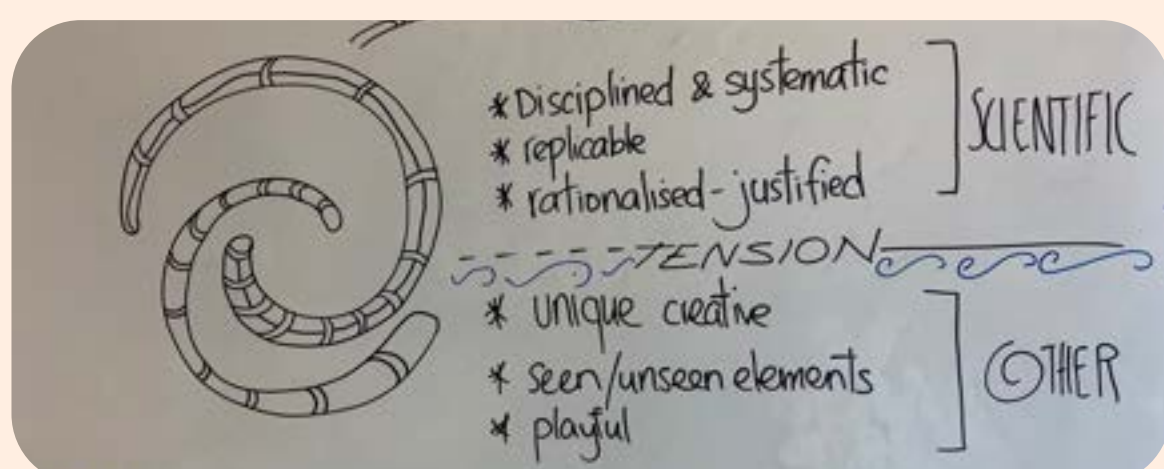 * Disciplined & systematic
* replicable
* rationalised-justified
SCIENTIFIC
TENSION
* unique creative
* seen/unseen elements
* playful
OTHER